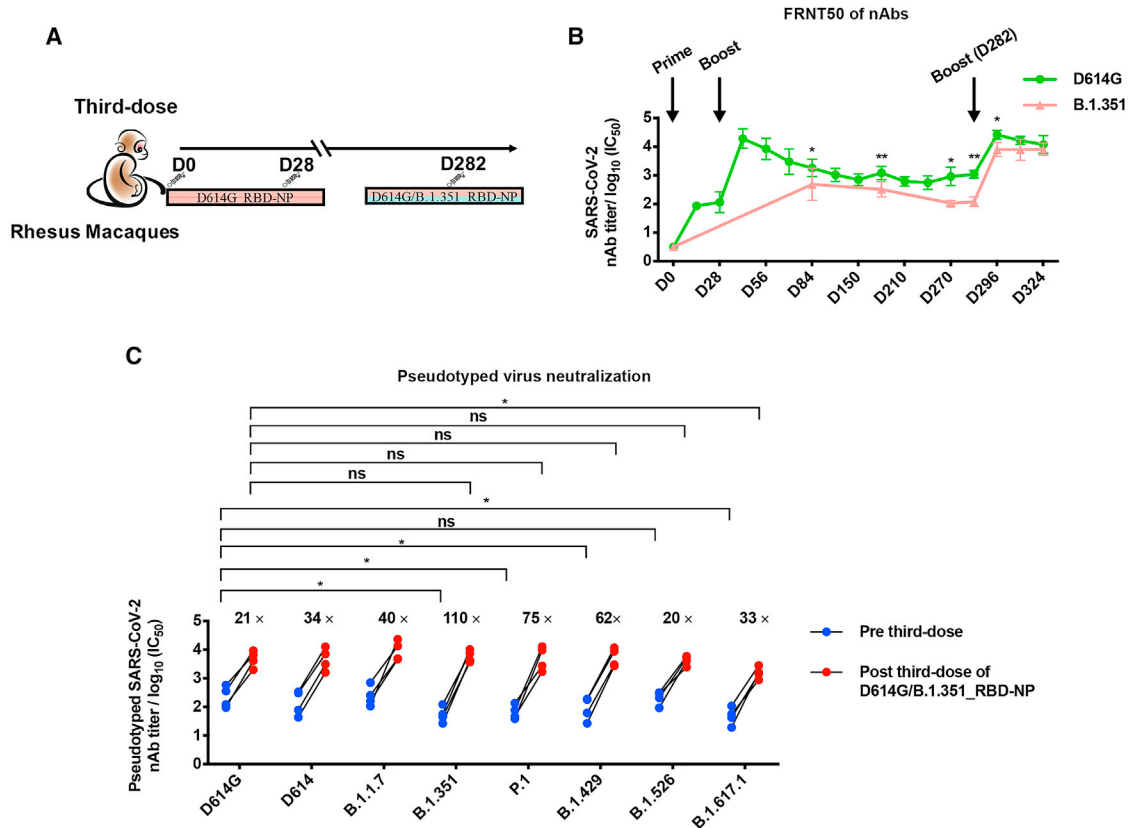 A
Third-dose
D0
D28
D282
D614G_RBD-NP
D614G/B.1.351_RBD-NP
Rhesus Macaques
B
FRNT50 of nAbs
Prime
Boost
Boost (D282)
D614G
B.1.351
SARS-CoV-2
nAb titer/ log10 (IC50)
5
4
3
2
1
0
*
**
*
**
*
D0
D28
D56
D84
D150
D210
D270
D296
D324
C
Pseudotyped virus neutralization
*
ns
ns
ns
ns
*
ns
*
*
*
21 ×
34 ×
40 ×
110 ×
75 ×
62×
20 ×
33 ×
Pseudotyped SARS-CoV-2
nAb titer / log10 (IC50)
5
4
3
2
1
0
D614G
D614
B.1.1.7
B.1.351
P.1
B.1.429
B.1.526
B.1.617.1
Pre third-dose
Post third-dose of
D614G/B.1.351_RBD-NP